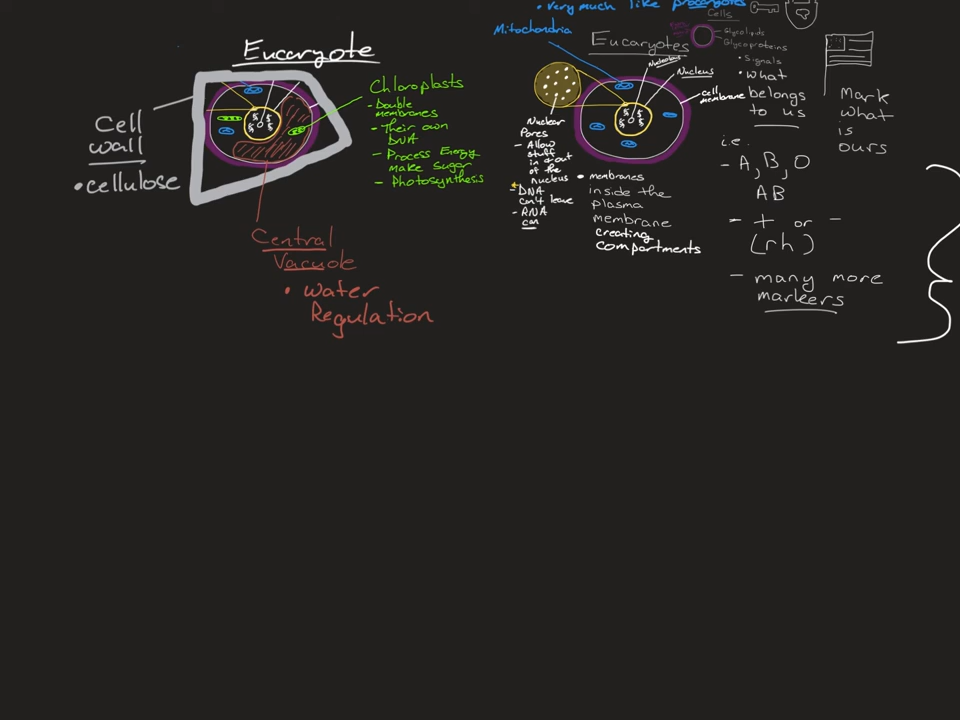 Eucaryote
Cell
wall
•cellulose
Chloroplasts
- Double
membranes
- Their own
DNA
- Process Energy
make sugar
- Photosynthesis
Central
Vacuole
• Water
Regulation
• Very much like procaryotes
Mitochondria
Eucaryotes
Nucleolus
Nucleus
cell
membrane
Nuclear
Pores
- Allow
stuff
in & out
of the
nucleus
- DNA
can't leave
- RNA
can
• membranes
inside the
plasma
membrane
creating
compartments
Cells
Glycolipids
Glycoproteins
• Signals
• What
belongs
to us
i.e.
- A, B, O
AB
- + or -
(rh)
- many more
markers
Mark
what
is
ours